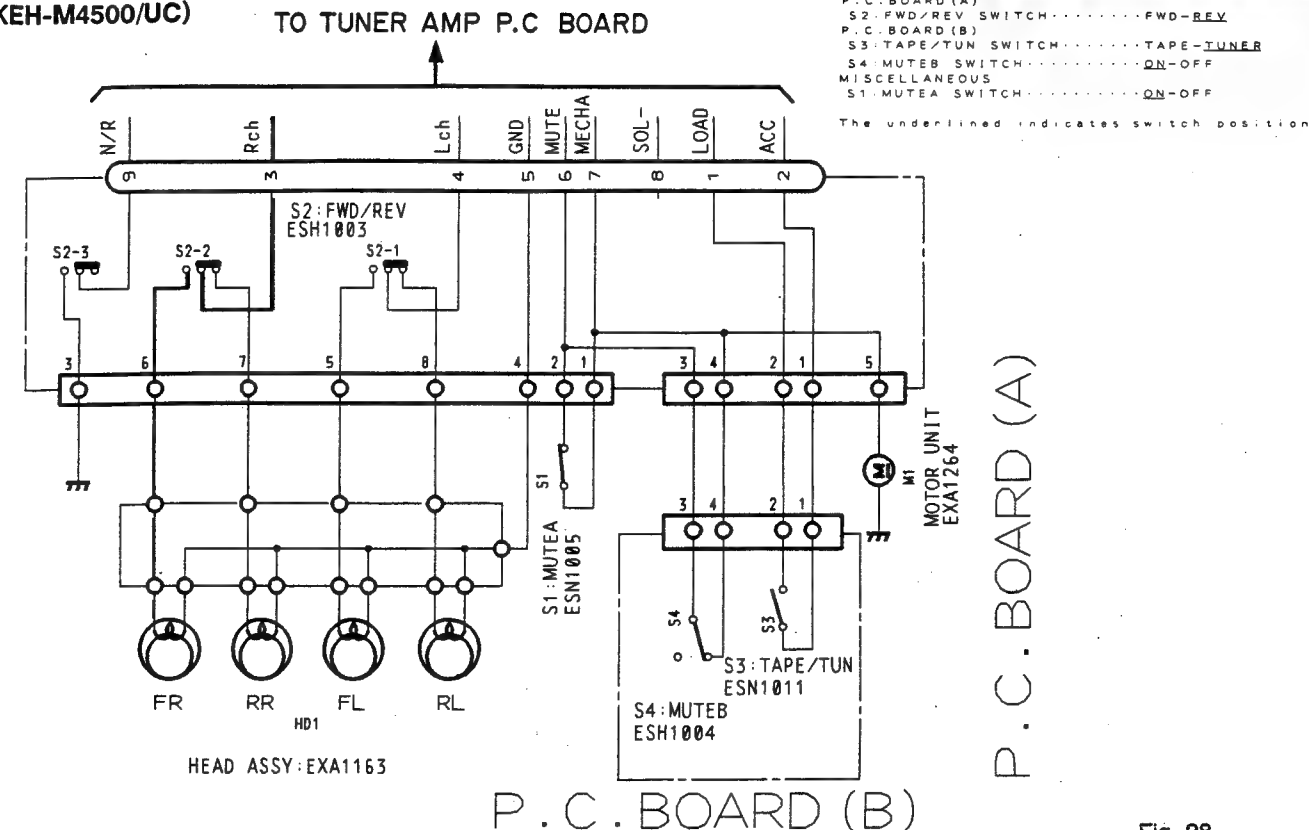 KEH-M4500/UC)
TO TUNER AMP P.C BOARD
P.C.BOARD(A)
S2:FWD/REV SWITCH········FWD-REV
P.C.BOARD(B)
S3:TAPE/TUN SWITCH·······TAPE-TUNER
S4:MUTEB SWITCH··········ON-OFF
MISCELLANEOUS
S1:MUTEA SWITCH··········ON-OFF
The underlined indicates switch position
N/R Rch Lch GND MUTE MECHA SOL- LOAD ACC
9 3 4 5 6 7 8 1 2
S2:FWD/REV
ESH1003
S2-3 S2-2 S2-1
3 6 7 5 8 4 2 1 3 4 2 1 5
S1
S1:MUTEA
ESN1005
M
M1
MOTOR UNIT
EXA1264
3 4 2 1
S4
S3
S3:TAPE/TUN
ESN1011
S4:MUTEB
ESH1004
FR RR FL RL
HD1
HEAD ASSY:EXA1163
P.C.BOARD (A)
P.C.BOARD (B)